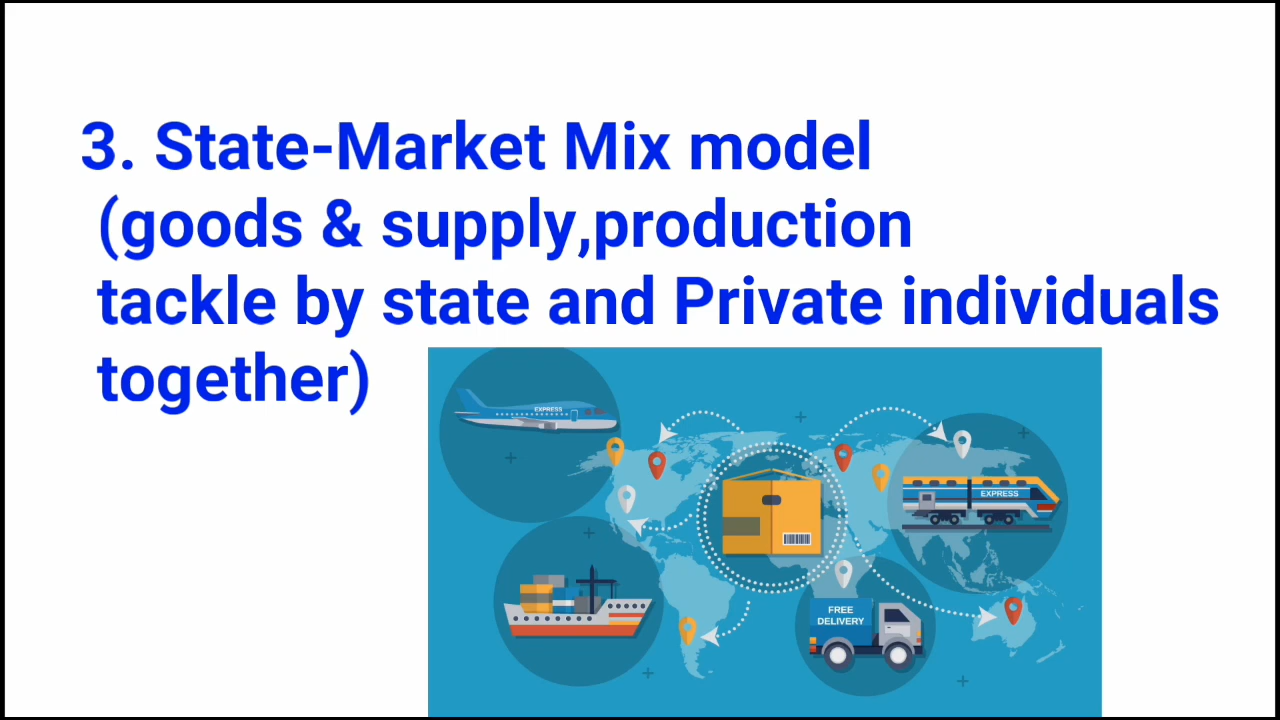 3. State-Market Mix model
(goods & supply,production
tackle by state and Private individuals
together)
EXPRESS
EXPRESS
FREE
DELIVERY